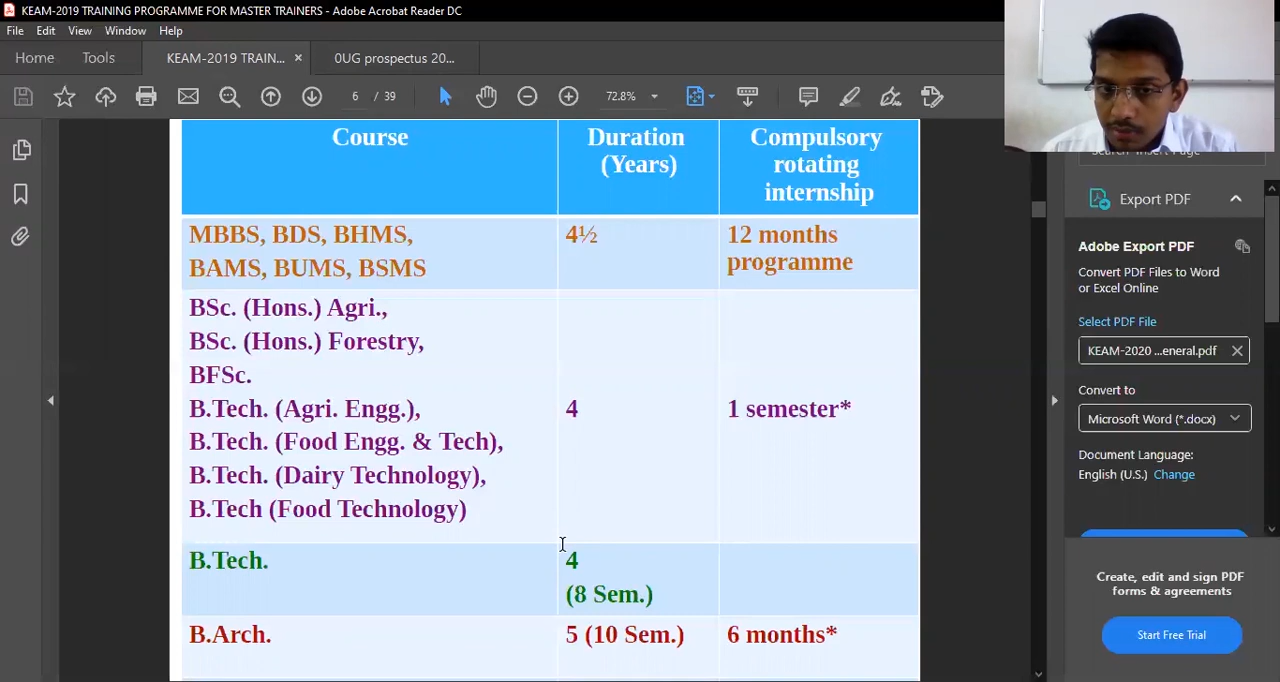 KEAM-2019 TRAINING PROGRAMME FOR MASTER TRAINERS - Adobe Acrobat Reader DC
File Edit View Window Help
Home Tools KEAM-2019 TRAIN... × 0UG prospectus 20...
6 / 39 72.8%
Course Duration (Years) Compulsory rotating internship
MBBS, BDS, BHMS,
BAMS, BUMS, BSMS
4½
12 months
programme
BSc. (Hons.) Agri.,
BSc. (Hons.) Forestry,
BFSc.
B.Tech. (Agri. Engg.),
B.Tech. (Food Engg. & Tech),
B.Tech. (Dairy Technology),
B.Tech (Food Technology)
4
1 semester*
B.Tech.
4
(8 Sem.)
B.Arch. 5 (10 Sem.) 6 months*
Export PDF
Adobe Export PDF
Convert PDF Files to Word
or Excel Online
Select PDF File
KEAM-2020 ...eneral.pdf
Convert to
Microsoft Word (*.docx)
Document Language:
English (U.S.) Change
Create, edit and sign PDF
forms & agreements
Start Free Trial